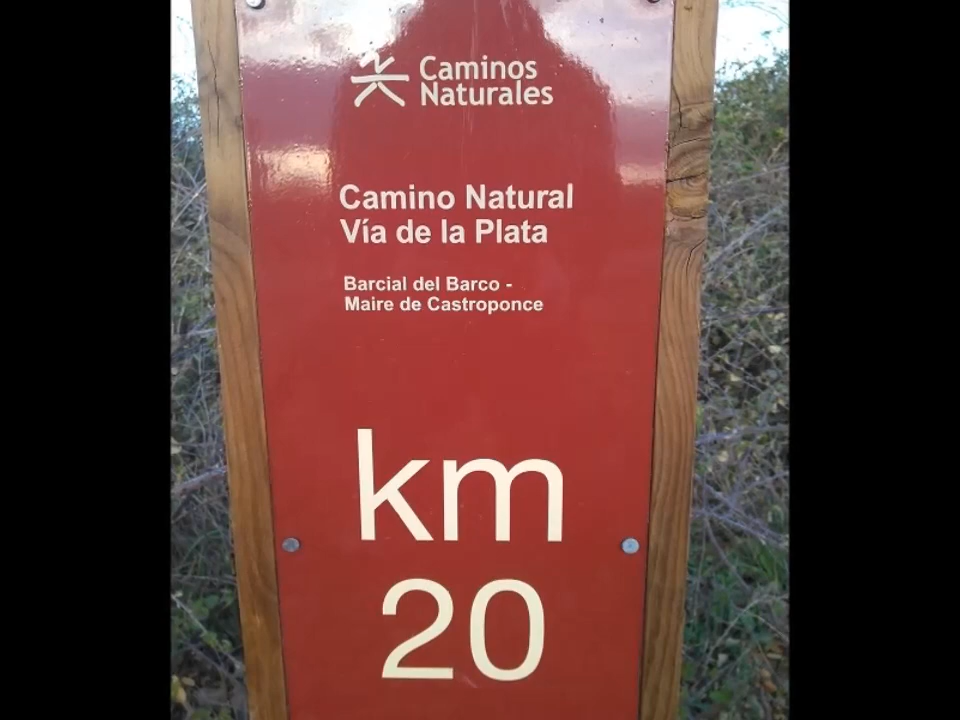 Caminos
Naturales
Camino Natural
Vía de la Plata
Barcial del Barco -
Maire de Castroponce
km
20